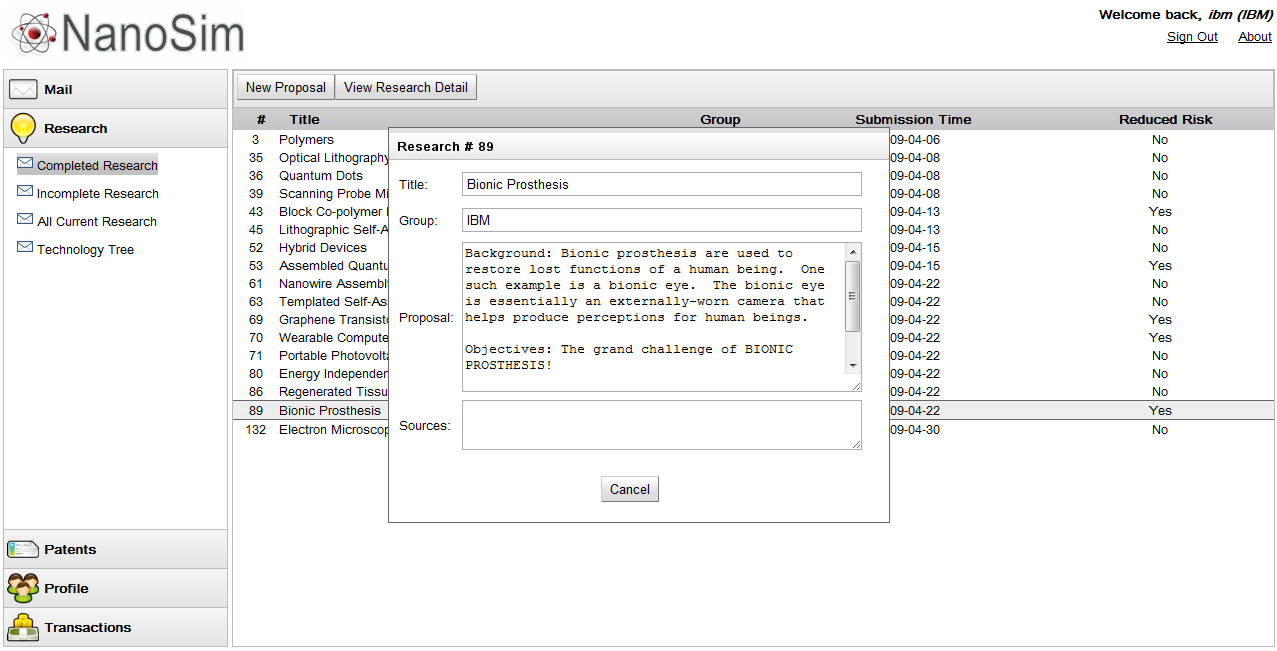 NanoSim
Welcome back, ibm (IBM)
Sign Out About
Mail
Research
Completed Research
Incomplete Research
All Current Research
Technology Tree
Patents
Profile
Transactions
New Proposal View Research Detail
# Title Group Submission Time Reduced Risk
3 Polymers 09-04-06 No
35 Optical Lithography 09-04-08 No
36 Quantum Dots 09-04-08 No
39 Scanning Probe Mi 09-04-08 No
43 Block Co-polymer 09-04-13 Yes
45 Lithographic Self-A 09-04-13 No
52 Hybrid Devices 09-04-15 No
53 Assembled Quantu 09-04-15 Yes
61 Nanowire Assembl 09-04-22 No
63 Templated Self-As 09-04-22 No
69 Graphene Transisto 09-04-22 Yes
70 Wearable Compute 09-04-22 Yes
71 Portable Photovolta 09-04-22 No
80 Energy Independen 09-04-22 No
86 Regenerated Tissu 09-04-22 No
89 Bionic Prosthesis 09-04-22 Yes
132 Electron Microscop 09-04-30 No
Research # 89
Title: Bionic Prosthesis
Group: IBM
Proposal:
Background: Bionic prosthesis are used to
restore lost functions of a human being. One
such example is a bionic eye. The bionic eye
is essentially an externally-worn camera that
helps produce perceptions for human beings.
Objectives: The grand challenge of BIONIC
PROSTHESIS!
Sources:
Cancel